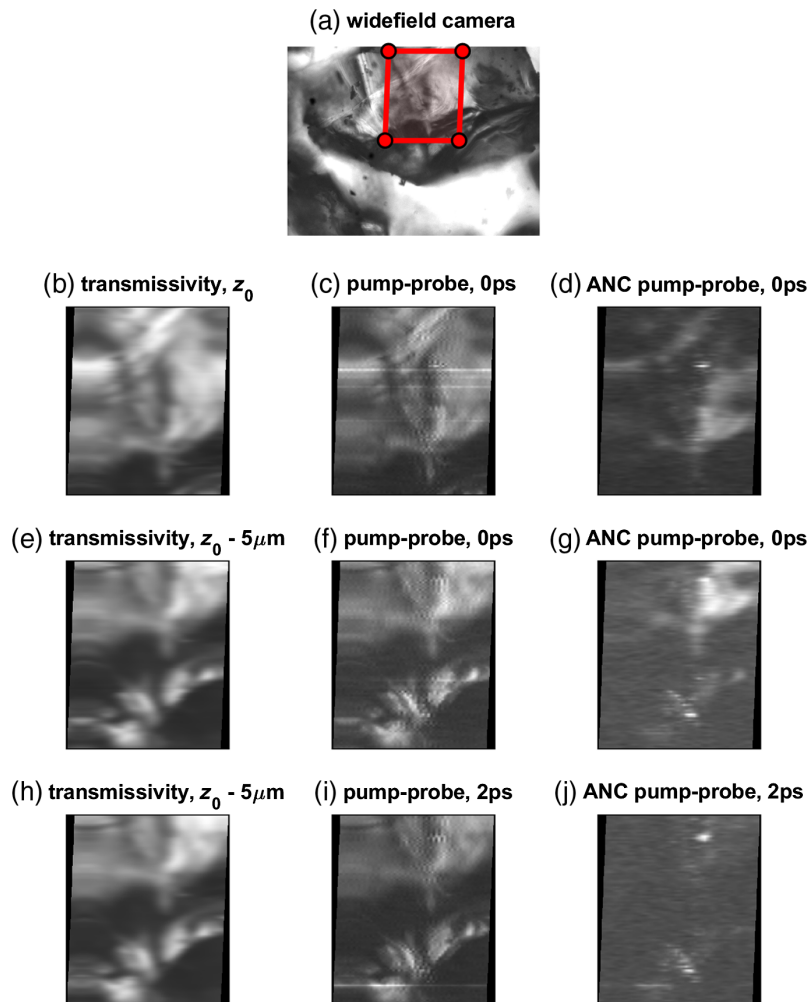 (a) widefield camera
(b) transmissivity, z0
(c) pump-probe, 0ps
(d) ANC pump-probe, 0ps
(e) transmissivity, z0 - 5μm
(f) pump-probe, 0ps
(g) ANC pump-probe, 0ps
(h) transmissivity, z0 - 5μm
(i) pump-probe, 2ps
(j) ANC pump-probe, 2ps